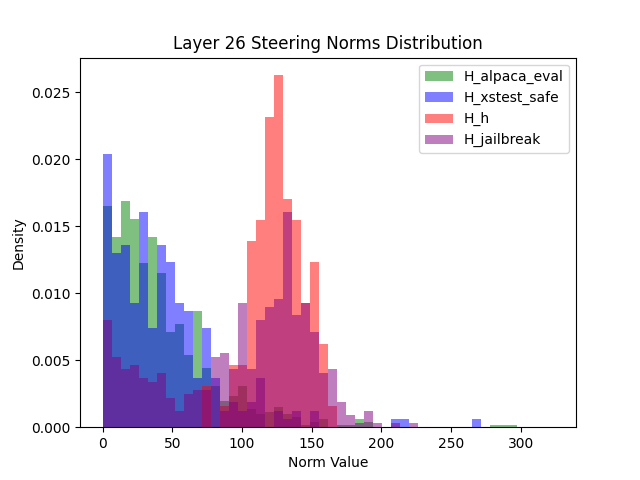 Layer 26 Steering Norms Distribution
H_alpaca_eval
H_xstest_safe
H_h
H_jailbreak
Density
0.025
0.020
0.015
0.010
0.005
0.000
0 50 100 150 200 250 300
Norm Value